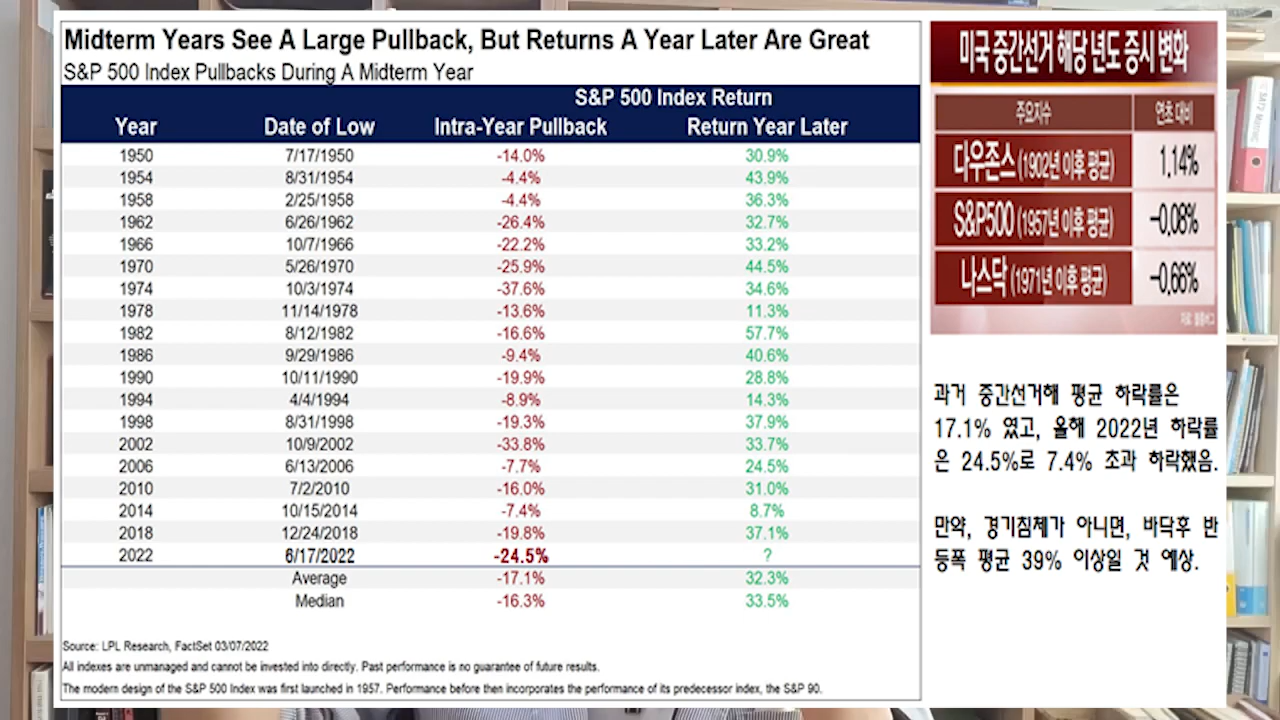 Midterm Years See A Large Pullback, But Returns A Year Later Are Great
S&P 500 Index Pullbacks During A Midterm Year
S&P 500 Index Return
Year Date of Low Intra-Year Pullback Return Year Later
1950 7/17/1950 -14.0% 30.9%
1954 8/31/1954 -4.4% 43.9%
1958 2/25/1958 -4.4% 36.3%
1962 6/26/1962 -26.4% 32.7%
1966 10/7/1966 -22.2% 33.2%
1970 5/26/1970 -25.9% 44.5%
1974 10/3/1974 -37.6% 34.6%
1978 11/14/1978 -13.6% 11.3%
1982 8/12/1982 -16.6% 57.7%
1986 9/29/1986 -9.4% 40.6%
1990 10/11/1990 -19.9% 28.8%
1994 4/4/1994 -8.9% 14.3%
1998 8/31/1998 -19.3% 37.9%
2002 10/9/2002 -33.8% 33.7%
2006 6/13/2006 -7.7% 24.5%
2010 7/2/2010 -16.0% 31.0%
2014 10/15/2014 -7.4% 8.7%
2018 12/24/2018 -19.8% 37.1%
2022 6/17/2022 -24.5% ?
Average -17.1% 32.3%
Median -16.3% 33.5%
Source: LPL Research, FactSet 03/07/2022
All indexes are unmanaged and cannot be invested into directly. Past performance is no guarantee of future results.
The modern design of the S&P 500 Index was first launched in 1957. Performance before then incorporates the performance of its predecessor index, the S&P 90.
미국 중간선거 해당 년도 증시 변화
주요지수 연초 대비
다우존스 (1902년 이후 평균) 1.14%
S&P500 (1957년 이후 평균) -0.08%
나스닥 (1971년 이후 평균) -0.66%
자료: 블룸버그
과거 중간선거해 평균 하락률은
17.1% 였고, 올해 2022년 하락률
은 24.5%로 7.4% 초과 하락했음.
만약, 경기침체가 아니면, 바닥후 반
등폭 평균 39% 이상일 것 예상.